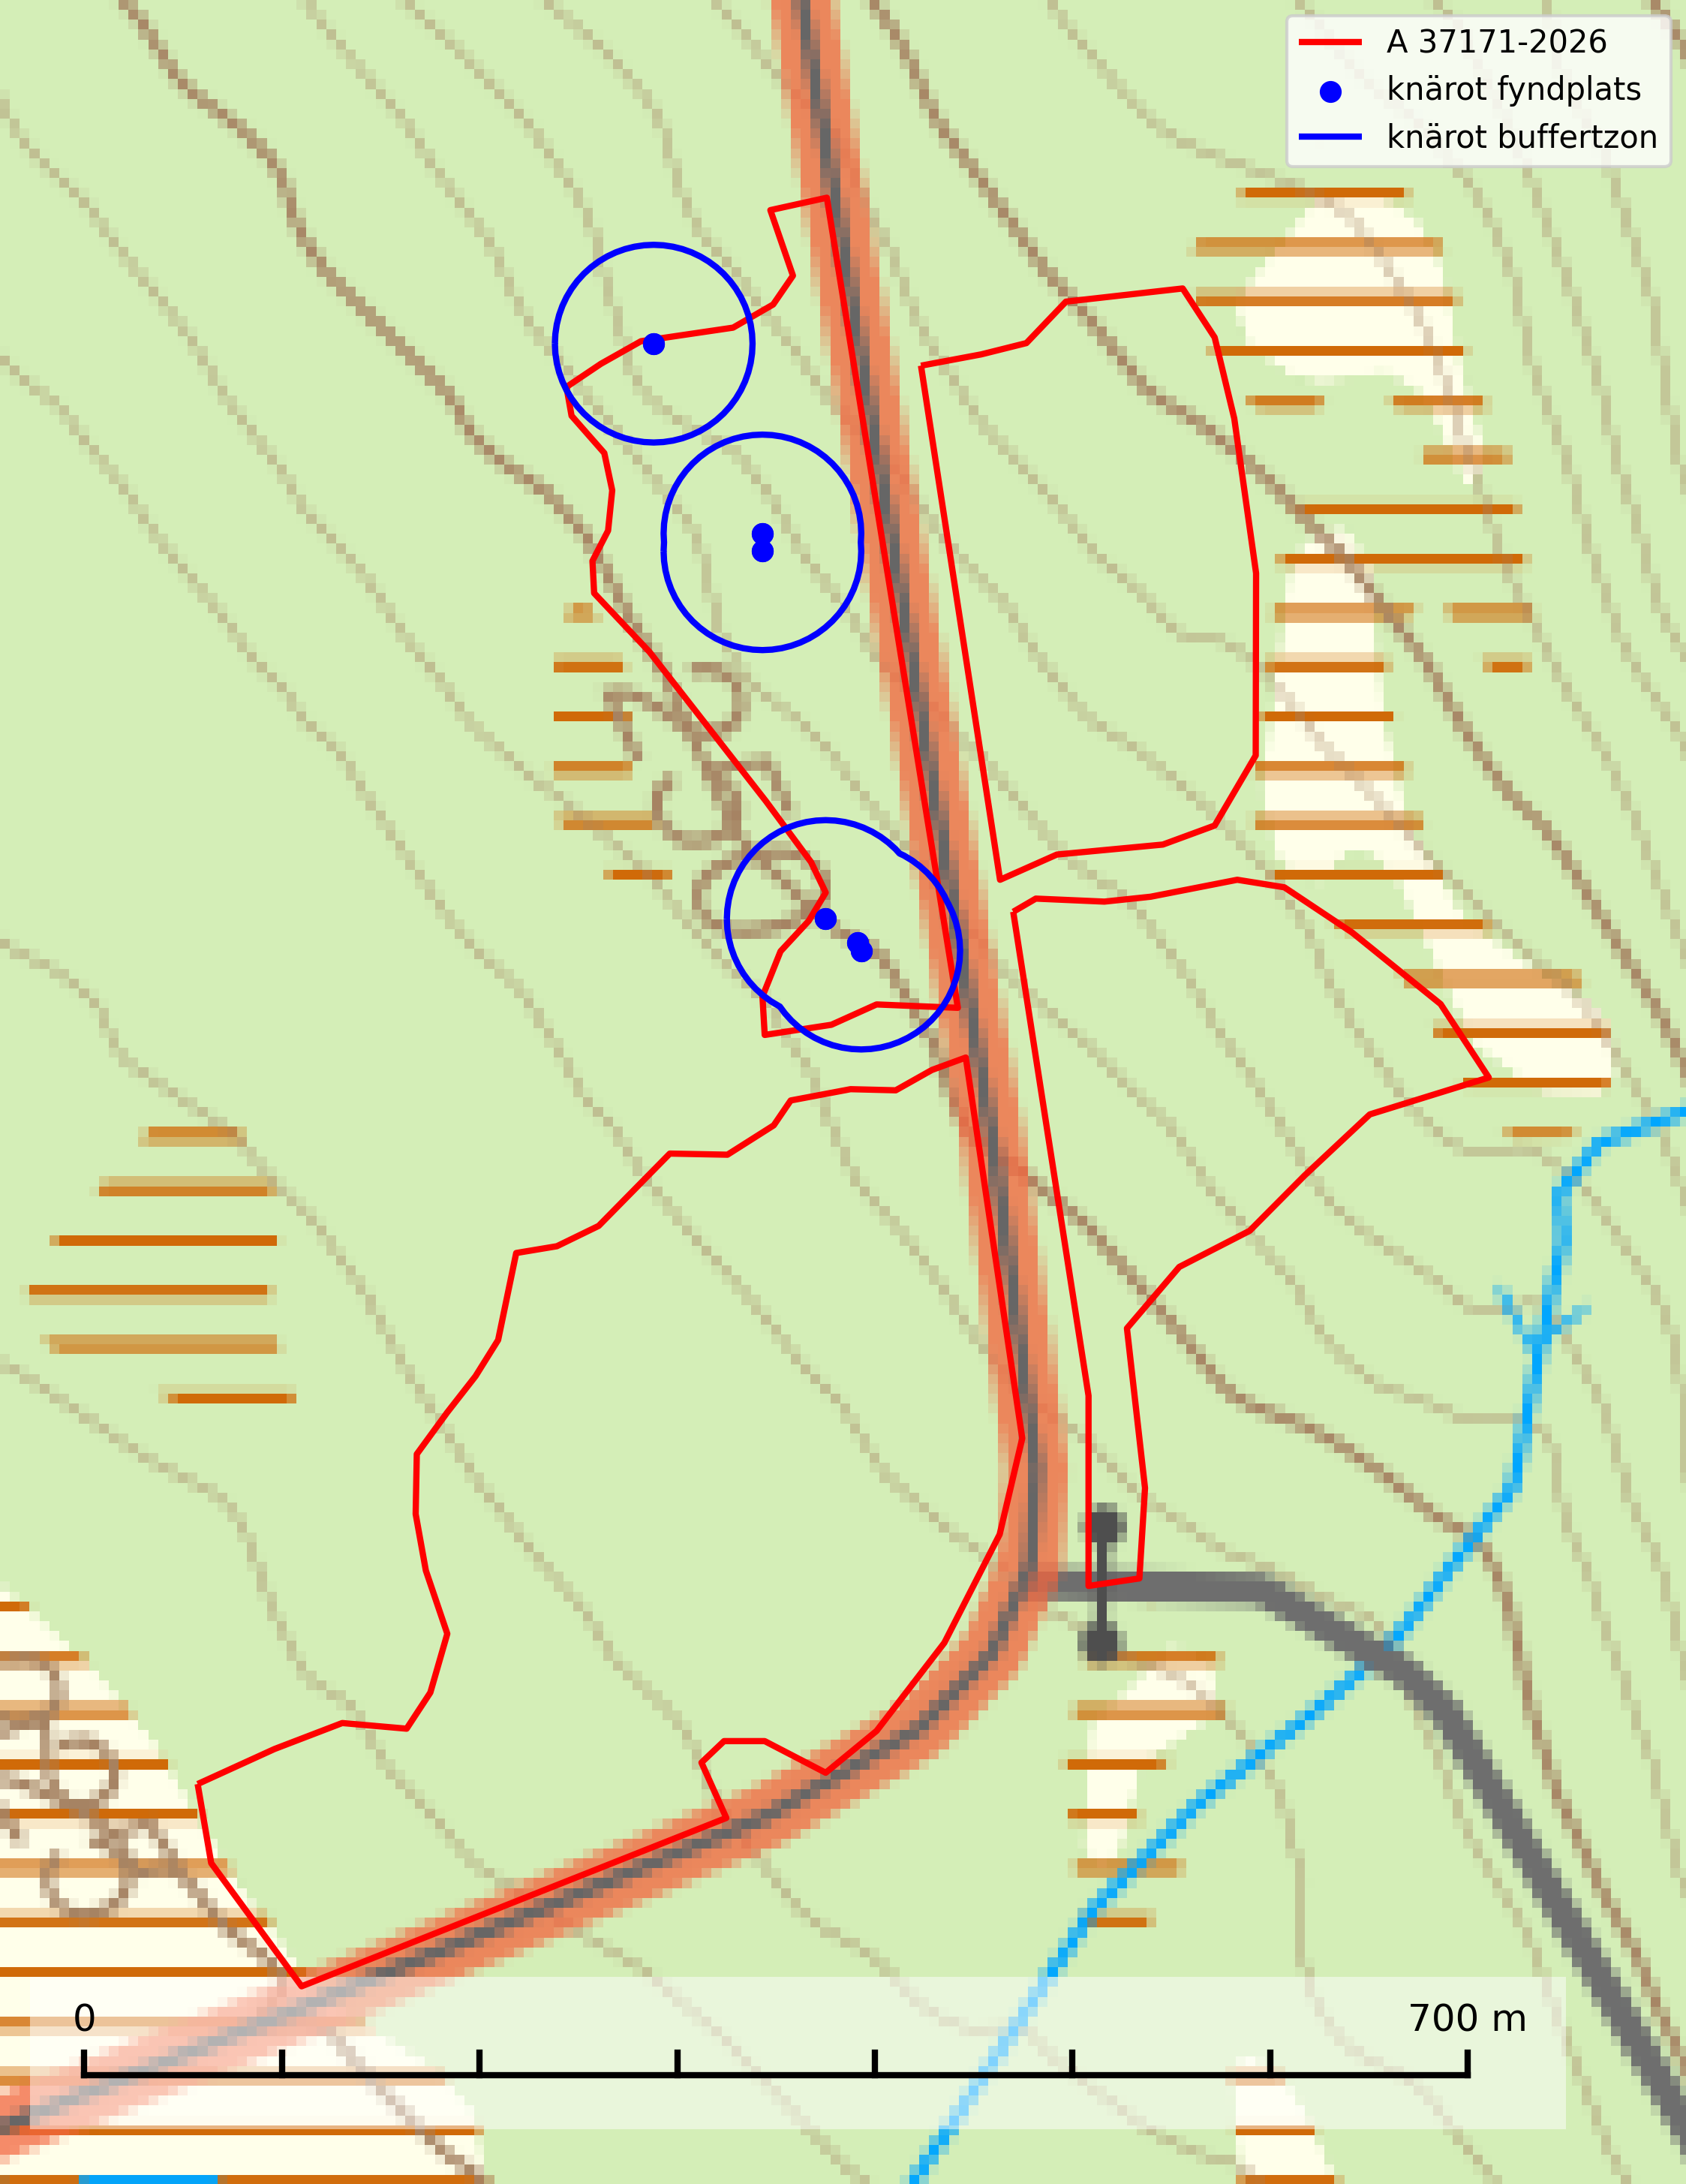 A 37171-2026
knärot fyndplats
knärot buffertzon
0
700 m